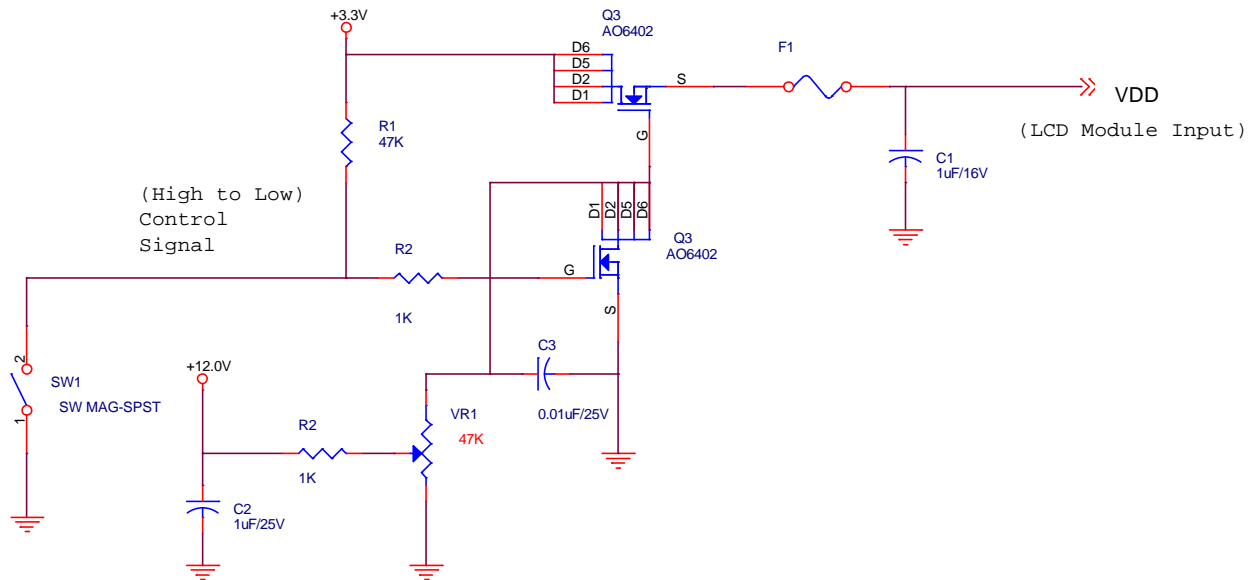 +3.3V
Q3
AO6402
D6
D5
D2
D1
S
G
F1
VDD
(LCD Module Input)
R1
47K
C1
1uF/16V
(High to Low)
Control
Signal
D1
D2
D5
D6
Q3
AO6402
R2
1K
G
S
2
1
SW1
SW MAG-SPST
+12.0V
C3
0.01uF/25V
VR1
47K
R2
1K
C2
1uF/25V